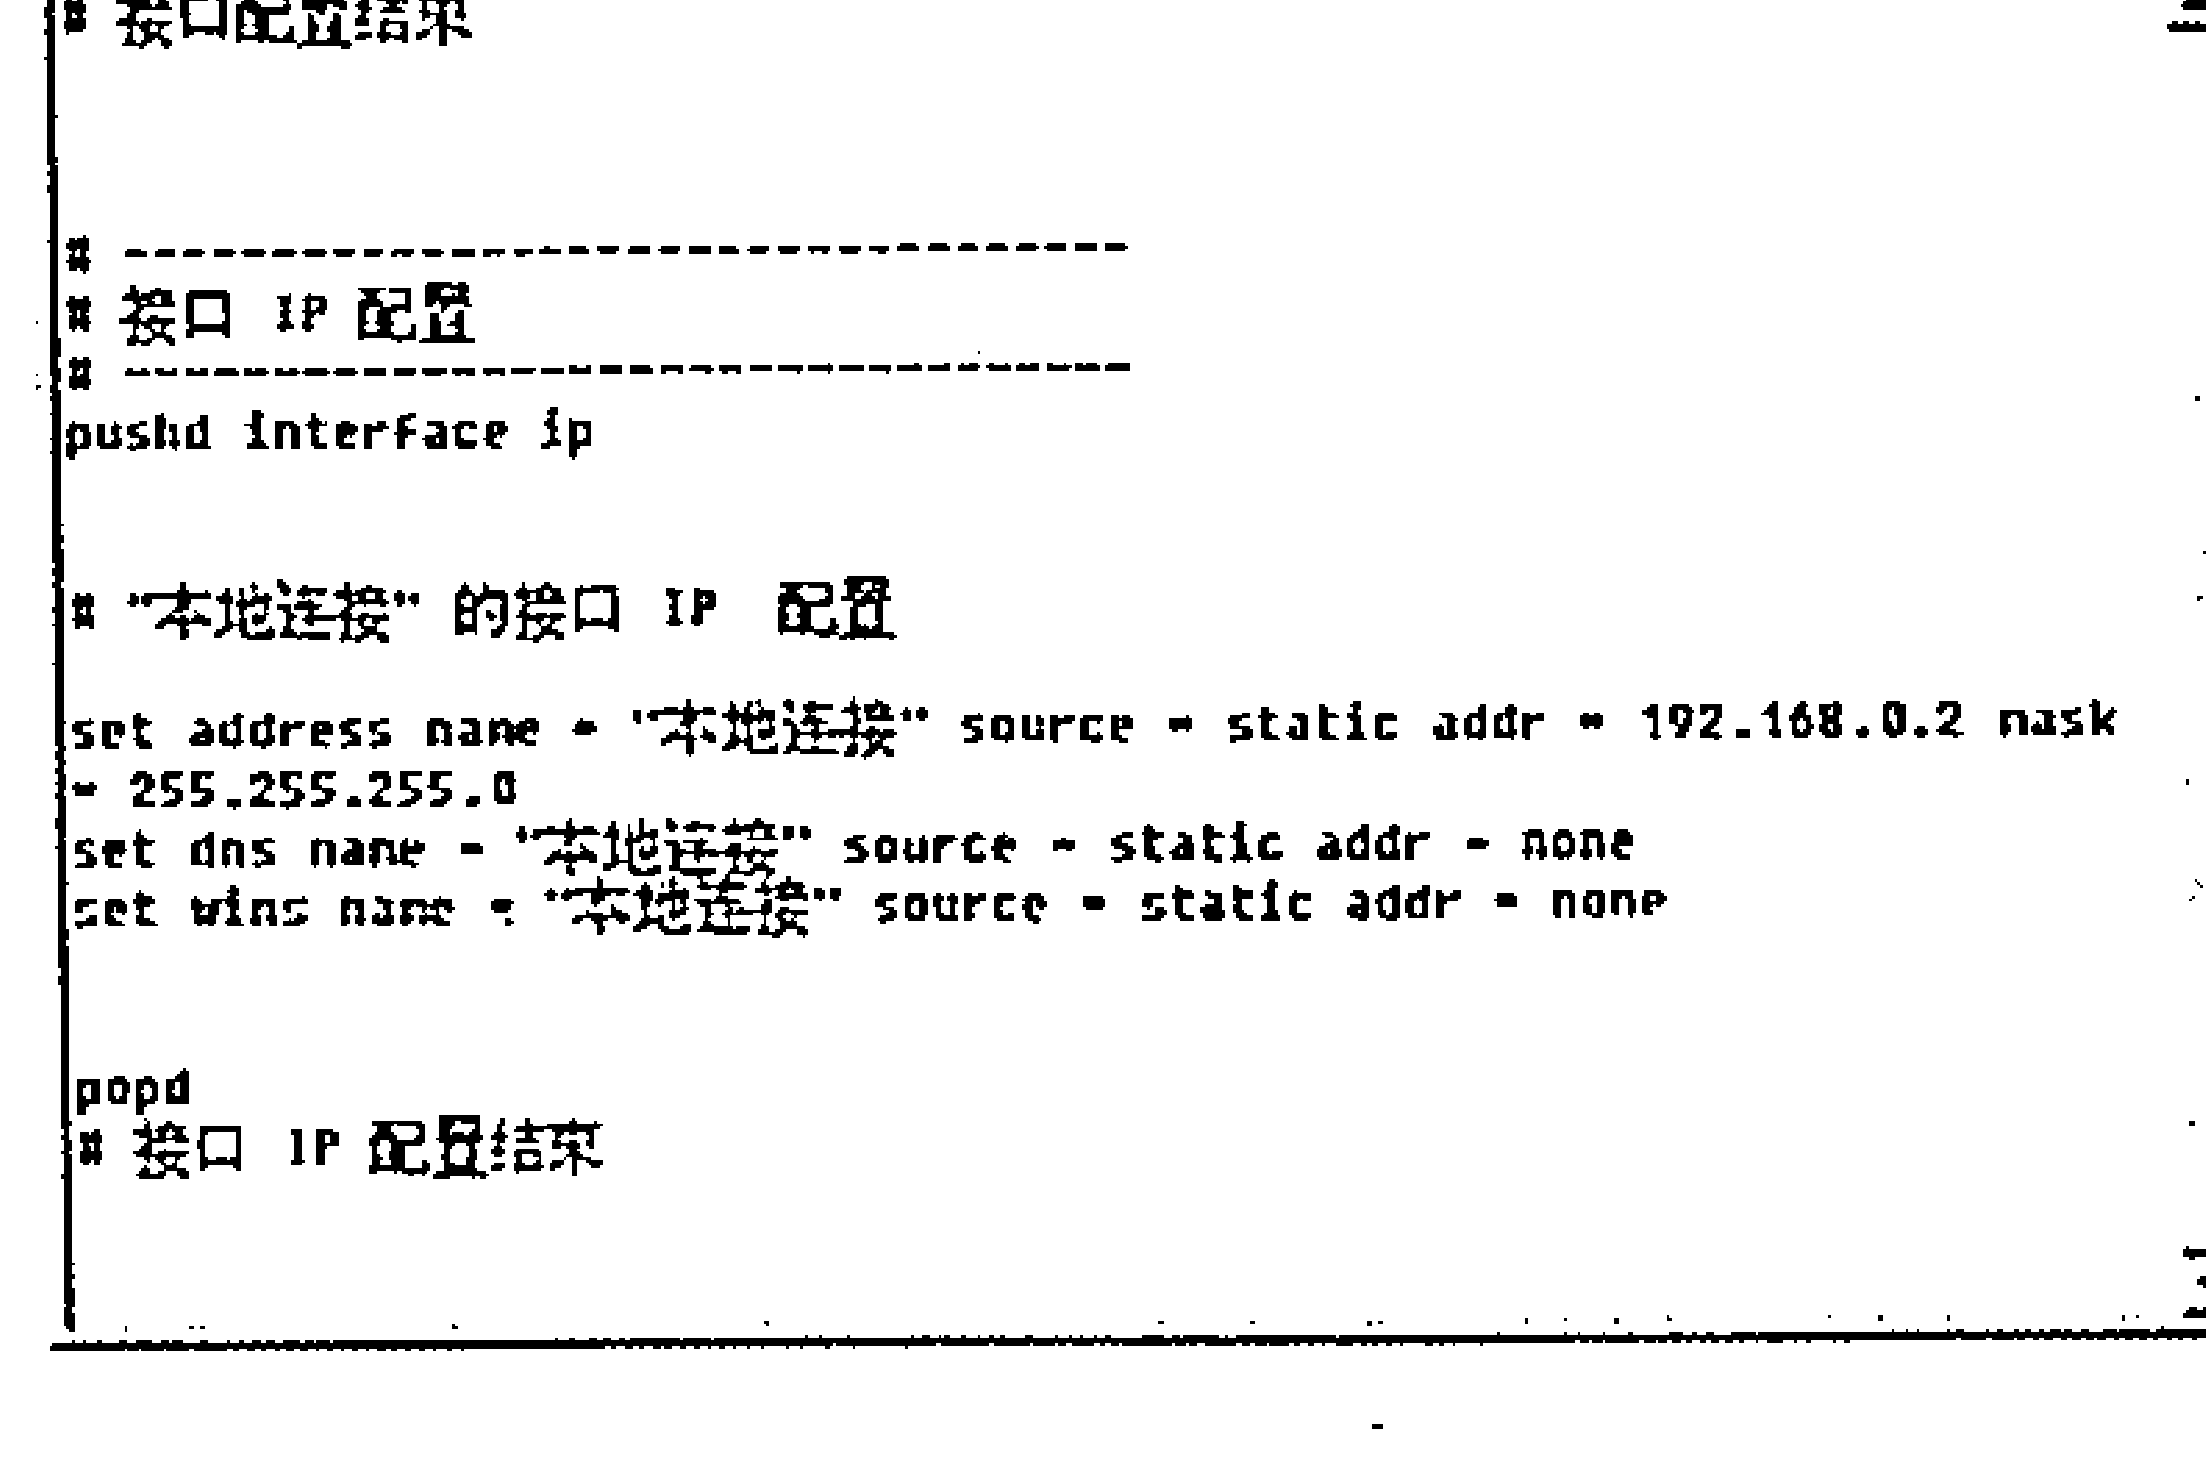 # 接口配置结果
# ----------------------------------
# 接口 IP 配置
# ----------------------------------
pushd interface ip
# "本地连接" 的接口 IP 配置
set address name = "本地连接" source = static addr = 192.168.0.2 mask
= 255.255.255.0
set dns name = "本地连接" source = static addr = none
set wins name = "本地连接" source = static addr = none
popd
# 接口 IP 配置结果